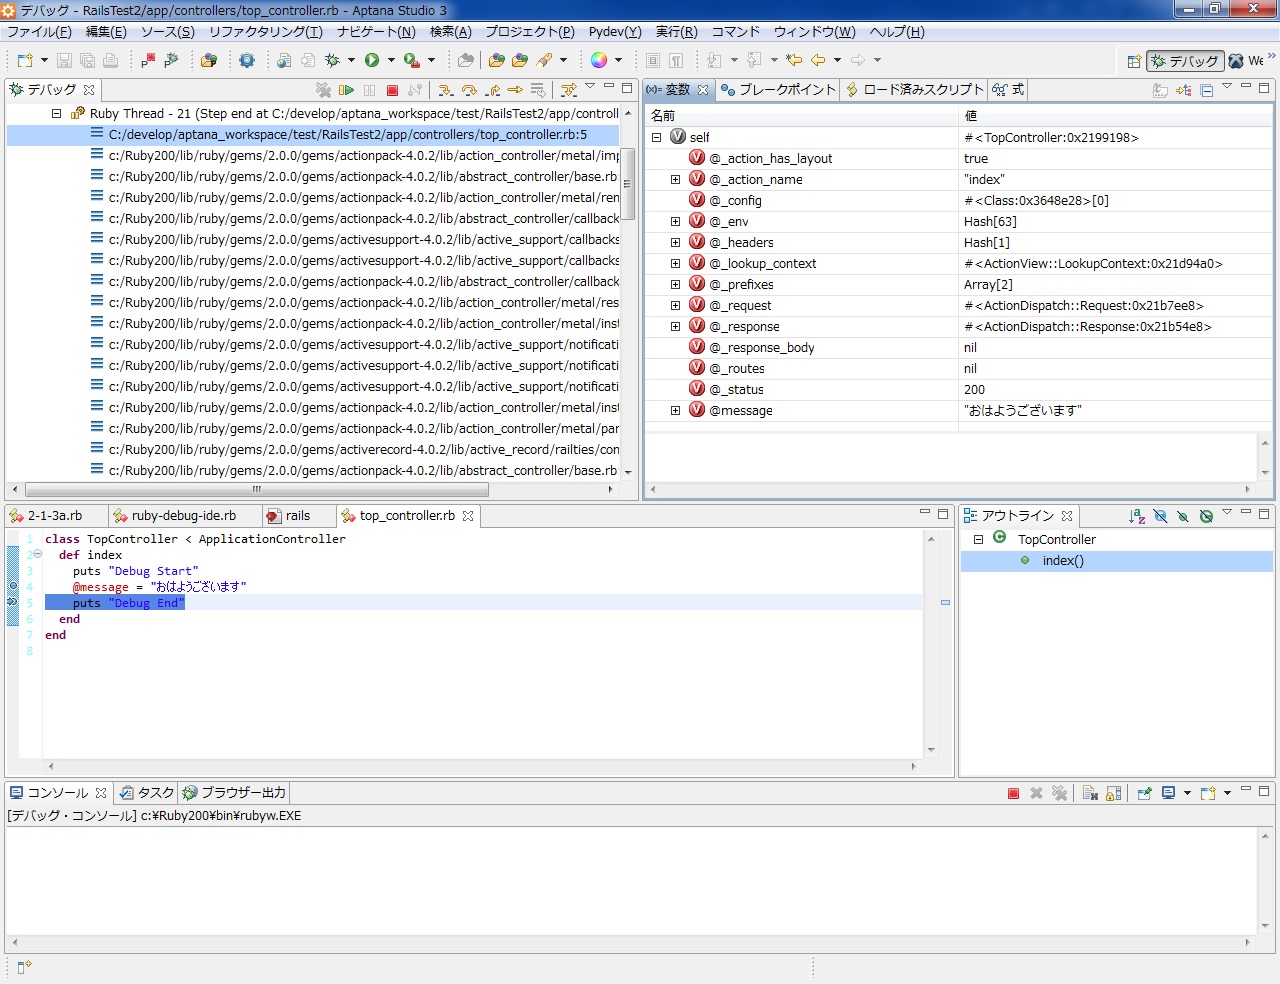 デバッグ - RailsTest2/app/controllers/top_controller.rb - Aptana Studio 3
ファイル(F) 編集(E) ソース(S) リファクタリング(T) ナビゲート(N) 検索(A) プロジェクト(P) Pydev(Y) 実行(R) コマンド ウィンドウ(W) ヘルプ(H)
デバッグ We
デバッグ
Ruby Thread - 21 (Step end at C:/develop/aptana_workspace/test/RailsTest2/app/controll
C:/develop/aptana_workspace/test/RailsTest2/app/controllers/top_controller.rb:5
c:/Ruby200/lib/ruby/gems/2.0.0/gems/actionpack-4.0.2/lib/action_controller/metal/imp
c:/Ruby200/lib/ruby/gems/2.0.0/gems/actionpack-4.0.2/lib/abstract_controller/base.rb
c:/Ruby200/lib/ruby/gems/2.0.0/gems/actionpack-4.0.2/lib/action_controller/metal/ren
c:/Ruby200/lib/ruby/gems/2.0.0/gems/actionpack-4.0.2/lib/abstract_controller/callback
c:/Ruby200/lib/ruby/gems/2.0.0/gems/activesupport-4.0.2/lib/active_support/callbacks
c:/Ruby200/lib/ruby/gems/2.0.0/gems/activesupport-4.0.2/lib/active_support/callbacks
c:/Ruby200/lib/ruby/gems/2.0.0/gems/actionpack-4.0.2/lib/abstract_controller/callback
c:/Ruby200/lib/ruby/gems/2.0.0/gems/actionpack-4.0.2/lib/action_controller/metal/res
c:/Ruby200/lib/ruby/gems/2.0.0/gems/actionpack-4.0.2/lib/action_controller/metal/inst
c:/Ruby200/lib/ruby/gems/2.0.0/gems/activesupport-4.0.2/lib/active_support/notificati
c:/Ruby200/lib/ruby/gems/2.0.0/gems/activesupport-4.0.2/lib/active_support/notificati
c:/Ruby200/lib/ruby/gems/2.0.0/gems/activesupport-4.0.2/lib/active_support/notificati
c:/Ruby200/lib/ruby/gems/2.0.0/gems/actionpack-4.0.2/lib/action_controller/metal/inst
c:/Ruby200/lib/ruby/gems/2.0.0/gems/actionpack-4.0.2/lib/action_controller/metal/par
c:/Ruby200/lib/ruby/gems/2.0.0/gems/activerecord-4.0.2/lib/active_record/railties/con
c:/Ruby200/lib/ruby/gems/2.0.0/gems/actionpack-4.0.2/lib/abstract_controller/base.rb
(x)= 変数 ブレークポイント ロード済みスクリプト 式
名前 値
self #<TopController:0x2199198>
@_action_has_layout true
@_action_name "index"
@_config #<Class:0x3648e28>[0]
@_env Hash[63]
@_headers Hash[1]
@_lookup_context #<ActionView::LookupContext:0x21d94a0>
@_prefixes Array[2]
@_request #<ActionDispatch::Request:0x21b7ee8>
@_response #<ActionDispatch::Response:0x21b54e8>
@_response_body nil
@_routes nil
@_status 200
@message "おはようございます"
2-1-3a.rb ruby-debug-ide.rb rails top_controller.rb
1 class TopController < ApplicationController
2 def index
3 puts "Debug Start"
4 @message = "おはようございます"
5 puts "Debug End"
6 end
7 end
8
アウトライン
TopController
index()
コンソール タスク ブラウザー出力
[デバッグ・コンソール] c:¥Ruby200¥bin¥rubyw.EXE